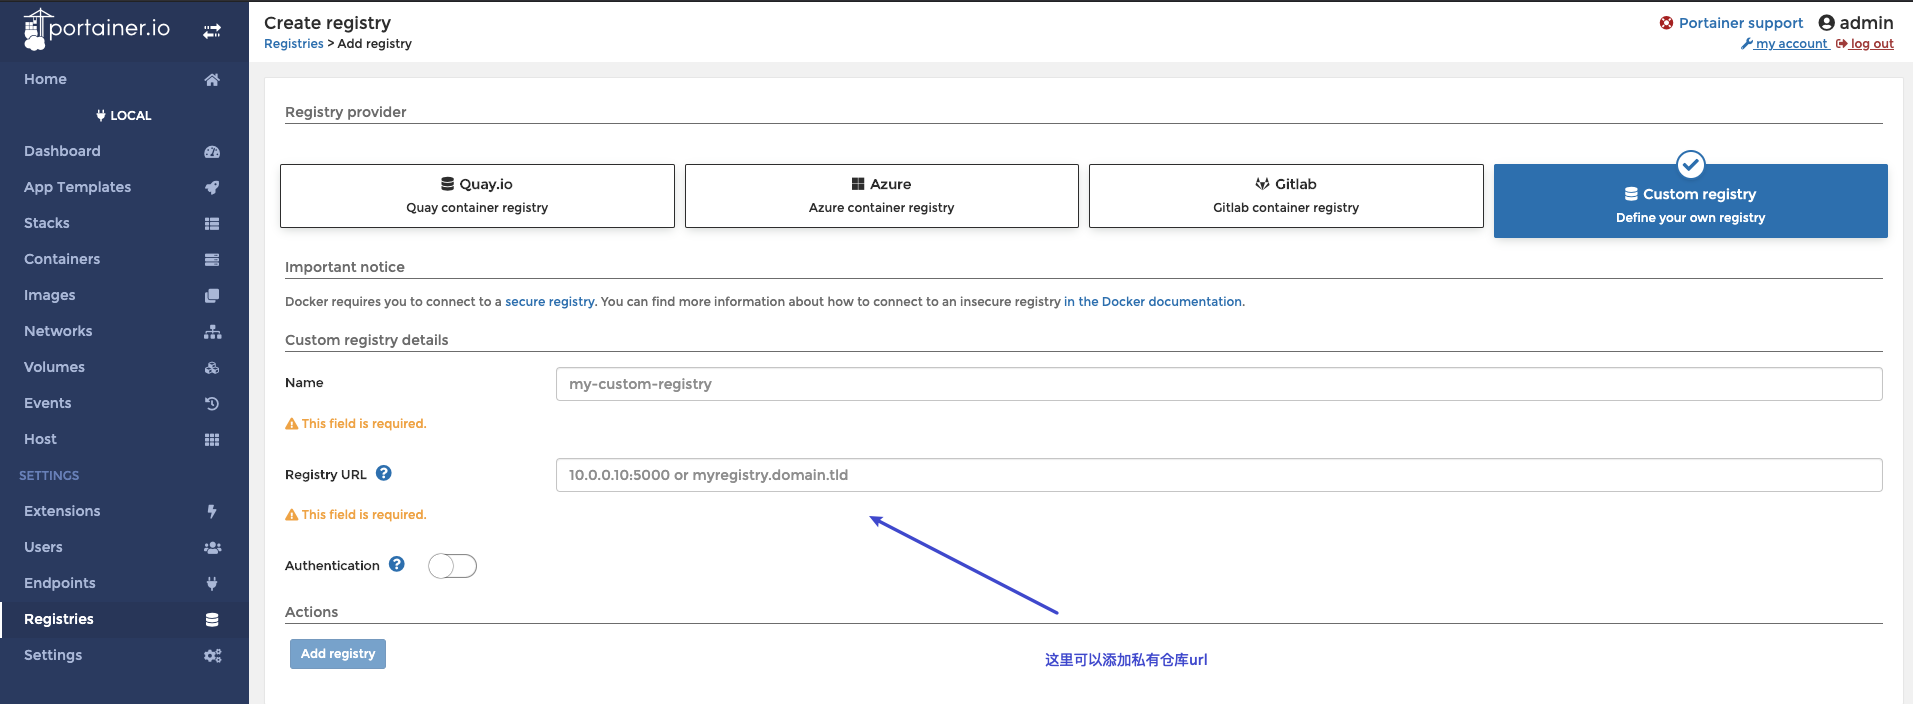 portainer.io
Create registry
Registries > Add registry
Portainer support
admin
my account
log out
Home
LOCAL
Dashboard
App Templates
Stacks
Containers
Images
Networks
Volumes
Events
Host
SETTINGS
Extensions
Users
Endpoints
Registries
Settings
Registry provider
Quay.io
Quay container registry
Azure
Azure container registry
Gitlab
Gitlab container registry
Custom registry
Define your own registry
Important notice
Docker requires you to connect to a secure registry. You can find more information about how to connect to an insecure registry in the Docker documentation.
Custom registry details
Name
my-custom-registry
This field is required.
Registry URL
10.0.0.10:5000 or myregistry.domain.tld
This field is required.
Authentication
Actions
Add registry
这里可以添加私有仓库url